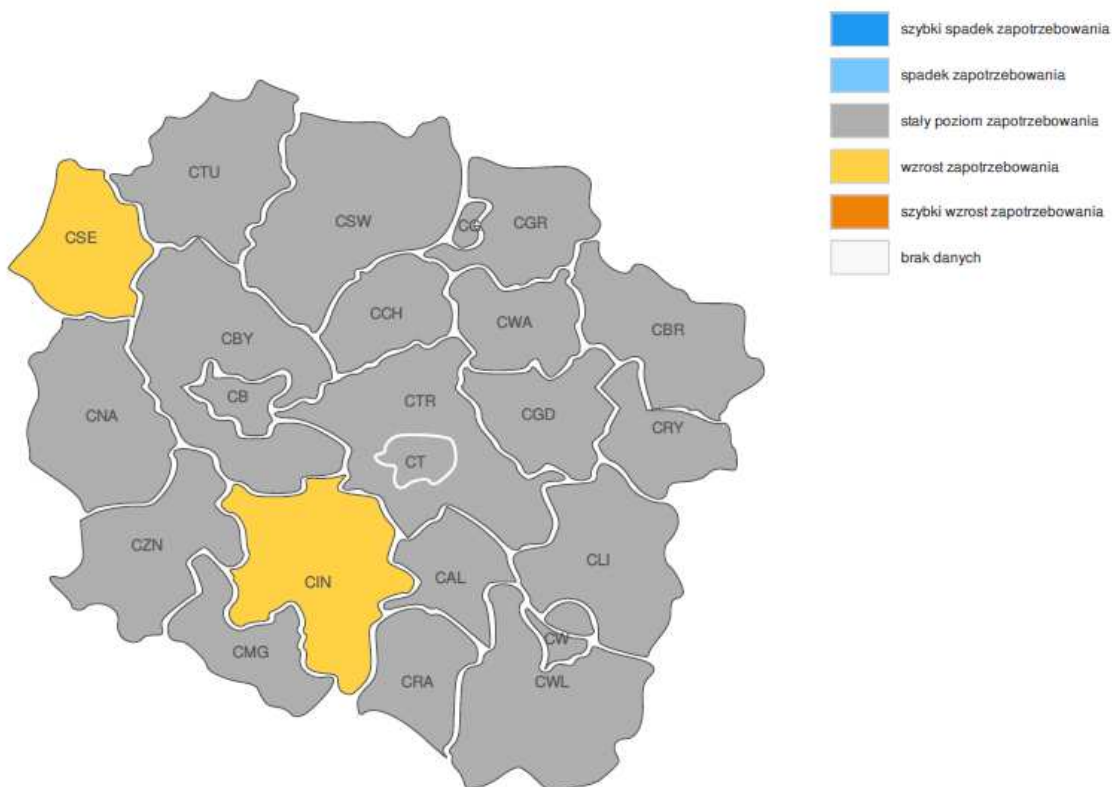 szybki spadek zapotrzebowania
spadek zapotrzebowania
stały poziom zapotrzebowania
wzrost zapotrzebowania
szybki wzrost zapotrzebowania
brak danych
CTU
CSW
CG
CGR
CSE
CCH
CWA
CBR
CBY
CB
CTR
CNA
CGD
CRY
CT
CZN
CIN
CAL
CLI
CMG
CW
CRA
CWL